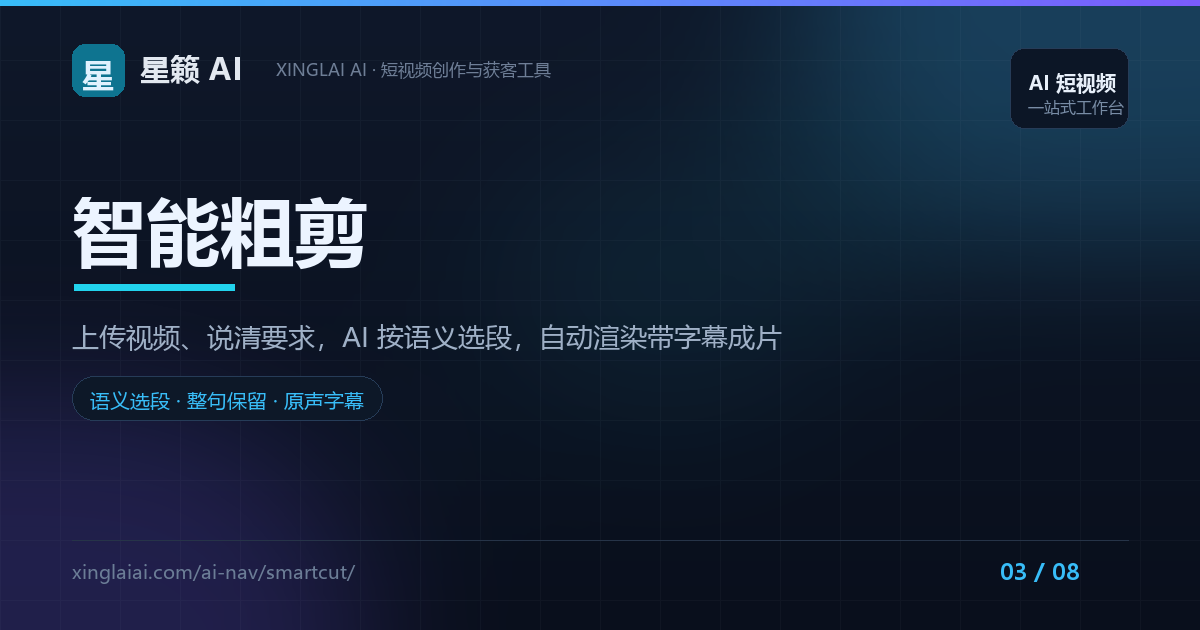 星
星籁 AI
XINGLAI AI · 短视频创作与获客工具
AI 短视频
一站式工作台
智能粗剪
上传视频、说清要求，AI 按语义选段，自动渲染带字幕成片
语义选段 · 整句保留 · 原声字幕
xinglaiai.com/ai-nav/smartcut/
03 / 08